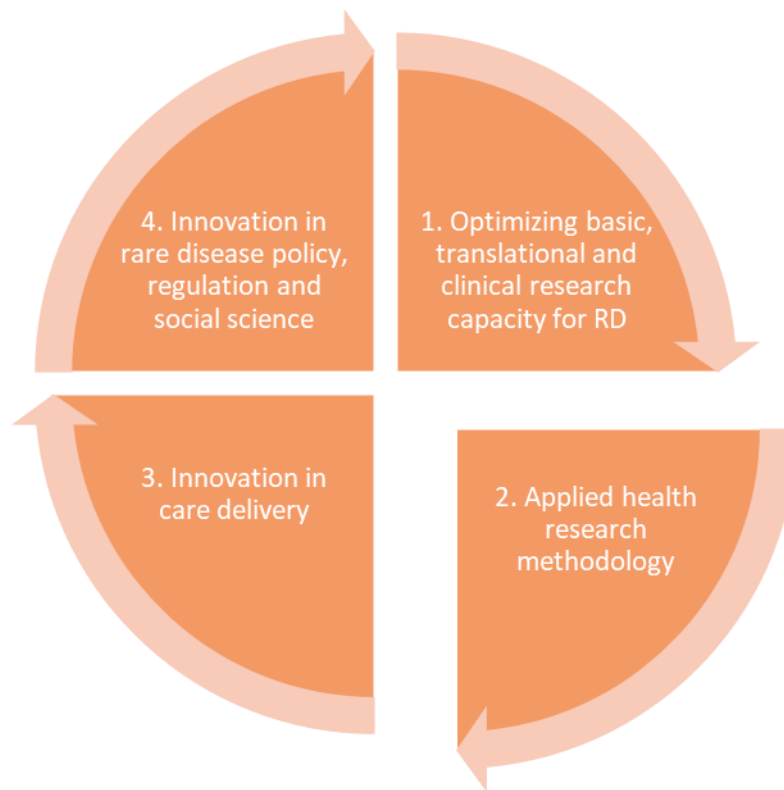 1. Optimizing basic,
translational and
clinical research
capacity for RD
2. Applied health
research
methodology
3. Innovation in
care delivery
4. Innovation in
rare disease policy,
regulation and
social science